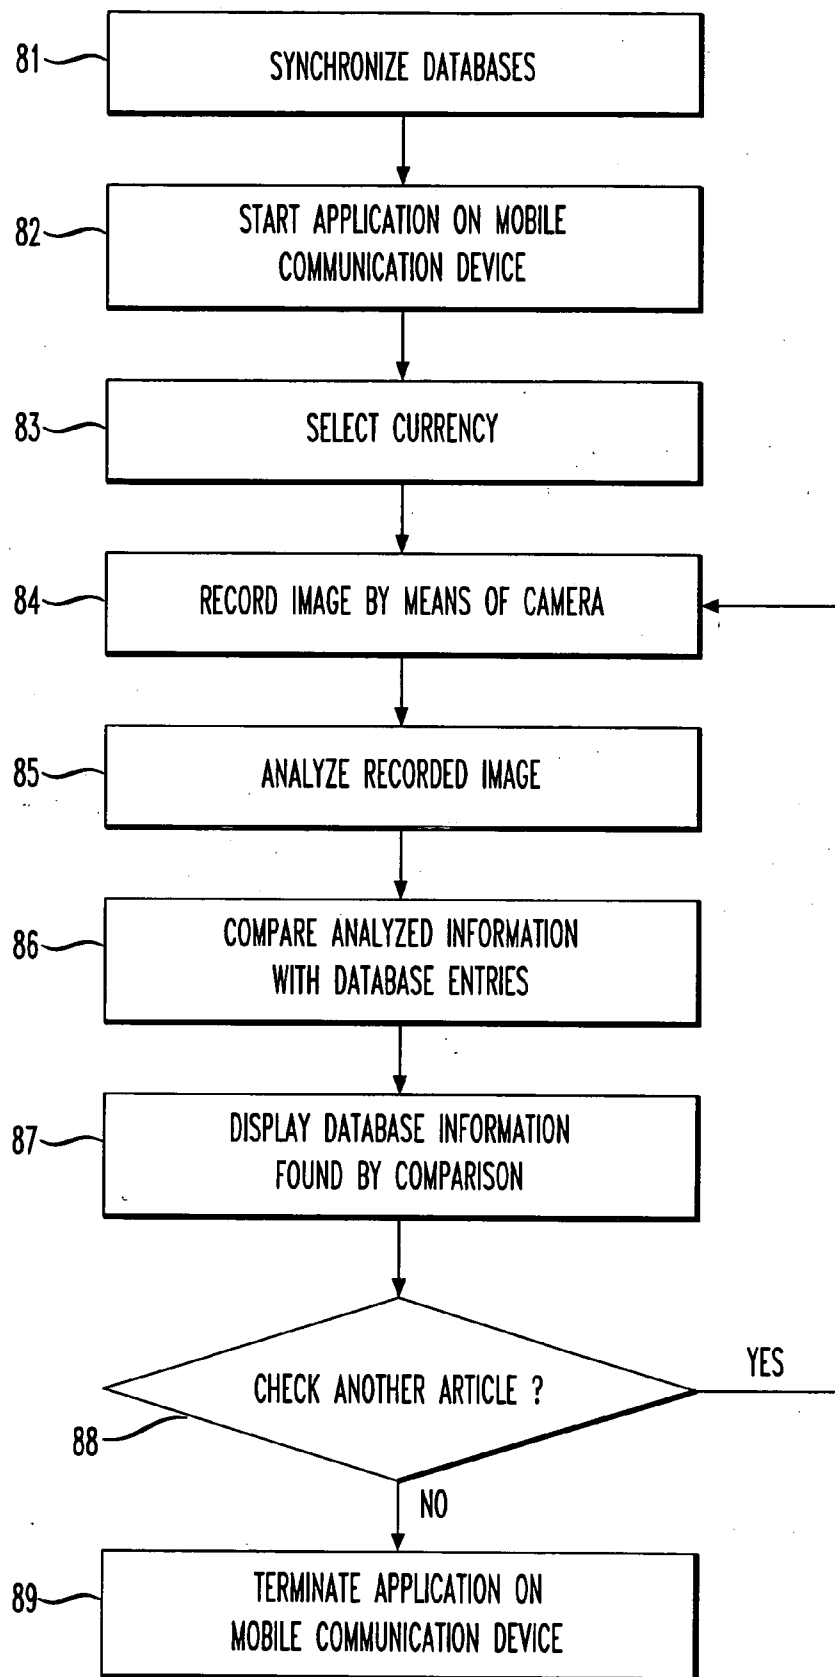 81
SYNCHRONIZE DATABASES
82
START APPLICATION ON MOBILE
COMMUNICATION DEVICE
83
SELECT CURRENCY
84
RECORD IMAGE BY MEANS OF CAMERA
85
ANALYZE RECORDED IMAGE
86
COMPARE ANALYZED INFORMATION
WITH DATABASE ENTRIES
87
DISPLAY DATABASE INFORMATION
FOUND BY COMPARISON
88
CHECK ANOTHER ARTICLE ?
YES
NO
89
TERMINATE APPLICATION ON
MOBILE COMMUNICATION DEVICE